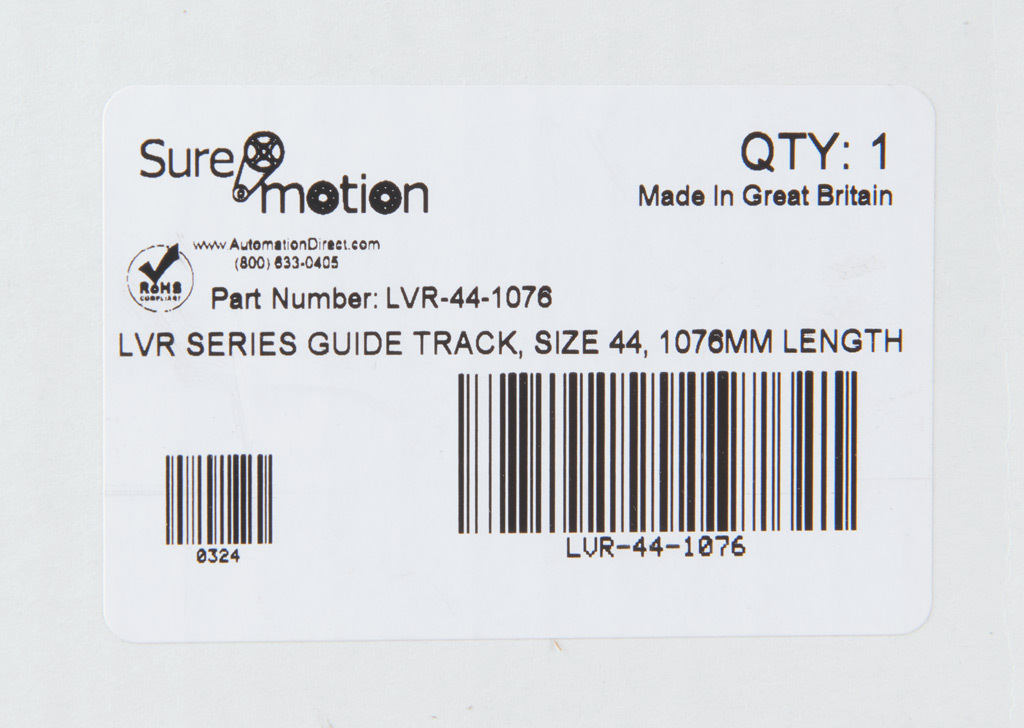 Sure motion
QTY: 1
Made In Great Britain
www.AutomationDirect.com
(800) 633-0405
RoHS
COMPLIANT
Part Number: LVR-44-1076
LVR SERIES GUIDE TRACK, SIZE 44, 1076MM LENGTH
0324
LVR-44-1076